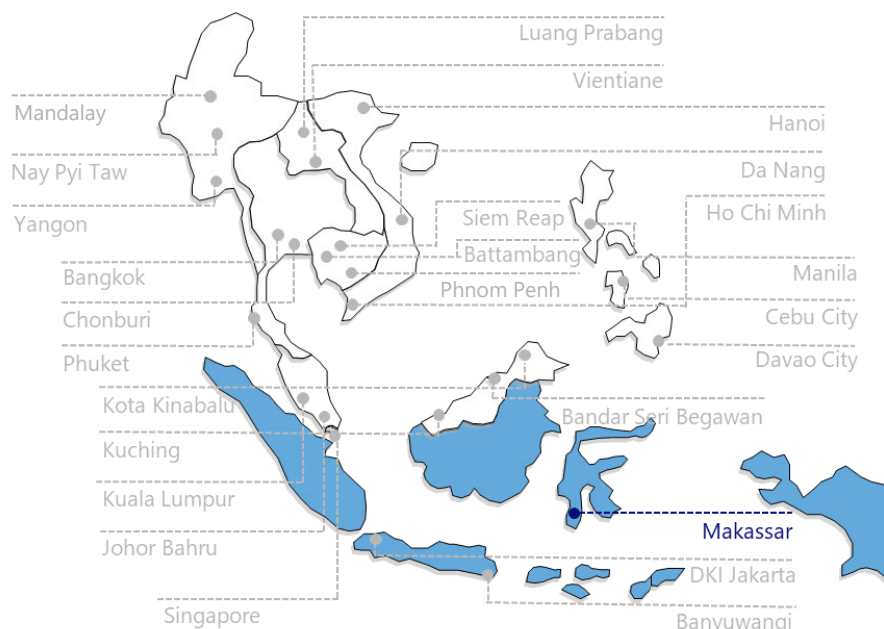 Luang Prabang
Vientiane
Mandalay
Hanoi
Nay Pyi Taw
Da Nang
Yangon
Siem Reap
Ho Chi Minh
Battambang
Bangkok
Manila
Phnom Penh
Chonburi
Cebu City
Phuket
Davao City
Kota Kinabalu
Bandar Seri Begawan
Kuching
Kuala Lumpur
Makassar
Johor Bahru
DKI Jakarta
Singapore
Banyuwangi